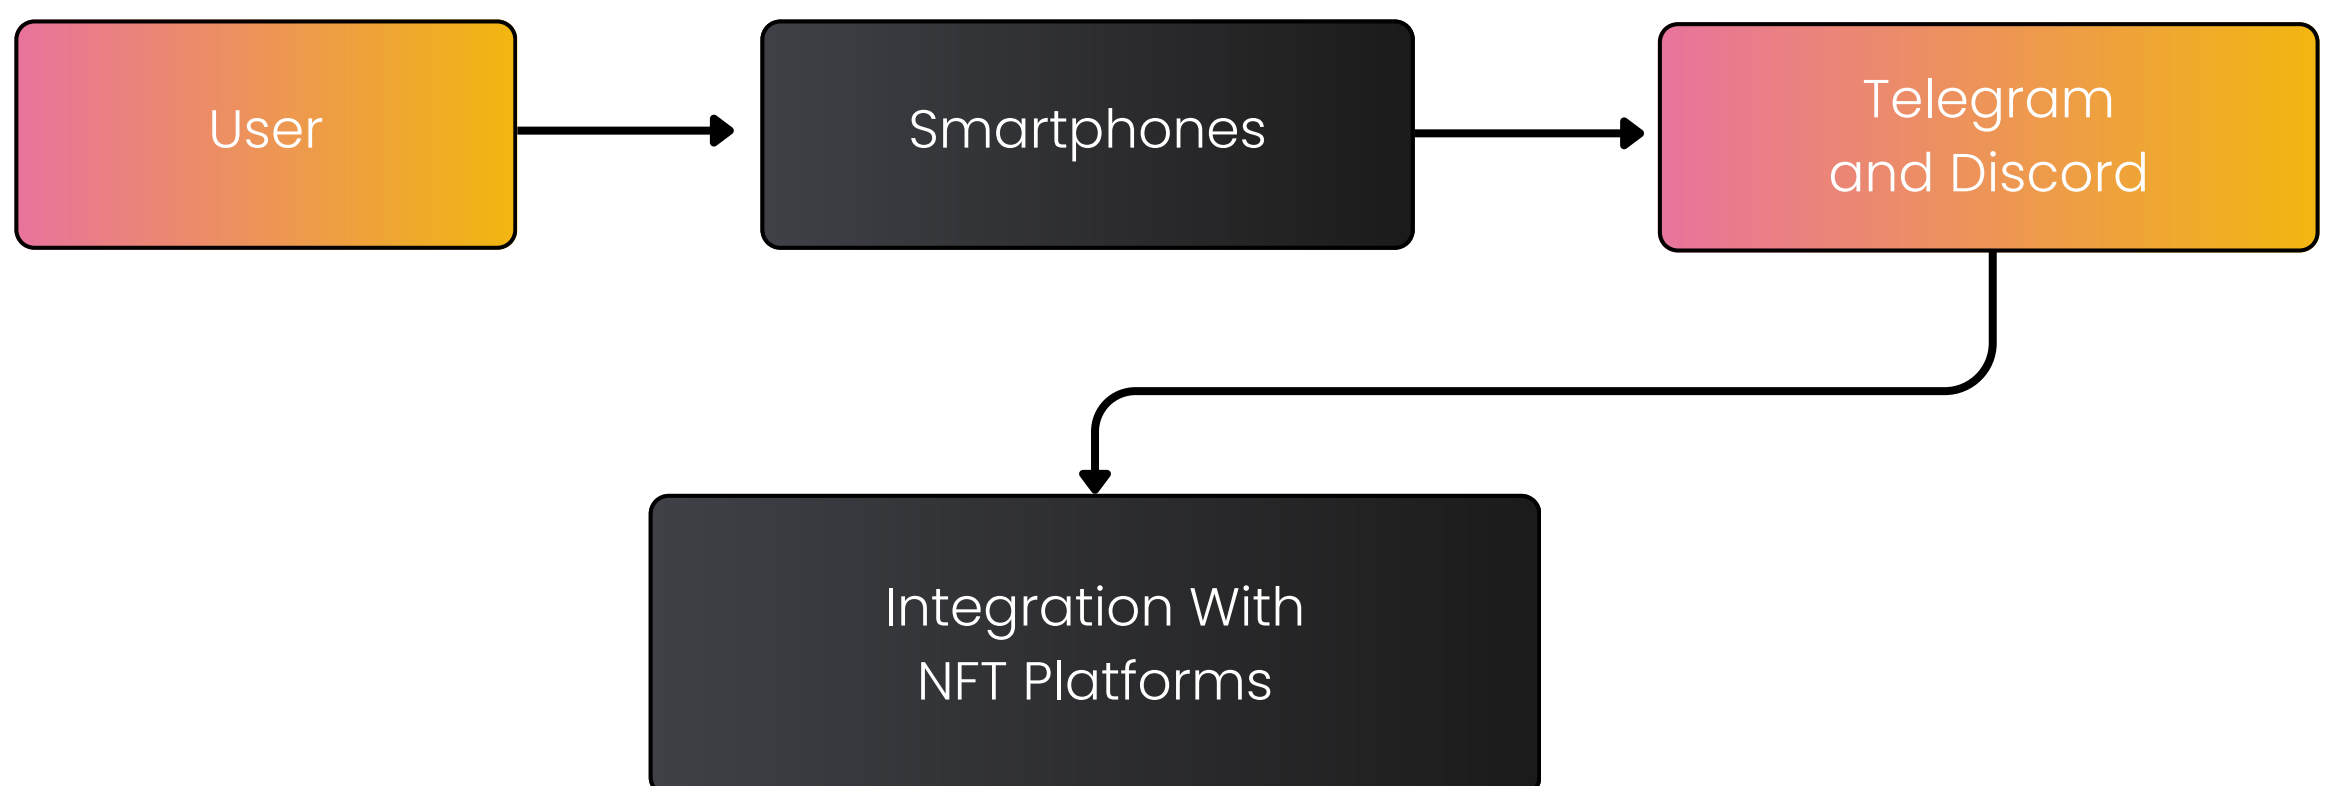 User
Smartphones
Telegram
and Discord
Integration With
NFT Platforms